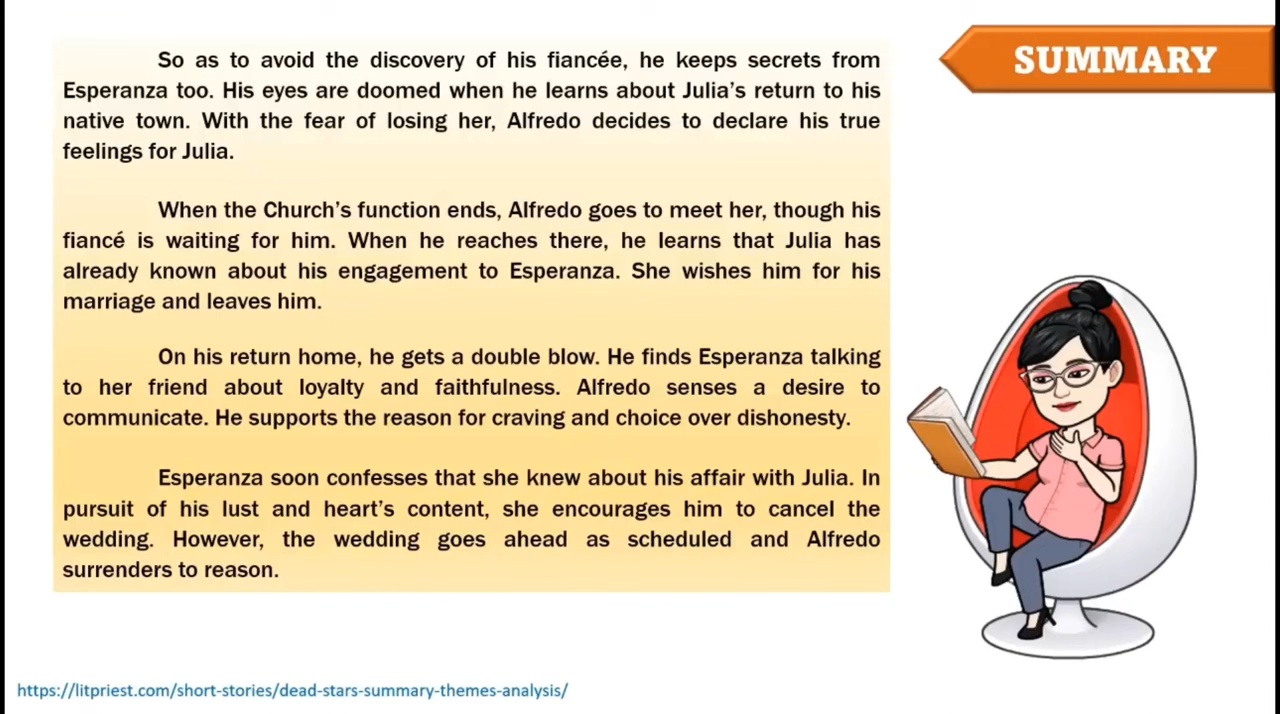 SUMMARY
So as to avoid the discovery of his fiancée, he keeps secrets from
Esperanza too. His eyes are doomed when he learns about Julia's return to his
native town. With the fear of losing her, Alfredo decides to declare his true
feelings for Julia.
When the Church's function ends, Alfredo goes to meet her, though his
fiancé is waiting for him. When he reaches there, he learns that Julia has
already known about his engagement to Esperanza. She wishes him for his
marriage and leaves him.
On his return home, he gets a double blow. He finds Esperanza talking
to her friend about loyalty and faithfulness. Alfredo senses a desire to
communicate. He supports the reason for craving and choice over dishonesty.
Esperanza soon confesses that she knew about his affair with Julia. In
pursuit of his lust and heart's content, she encourages him to cancel the
wedding. However, the wedding goes ahead as scheduled and Alfredo
surrenders to reason.
https://litpriest.com/short-stories/dead-stars-summary-themes-analysis/